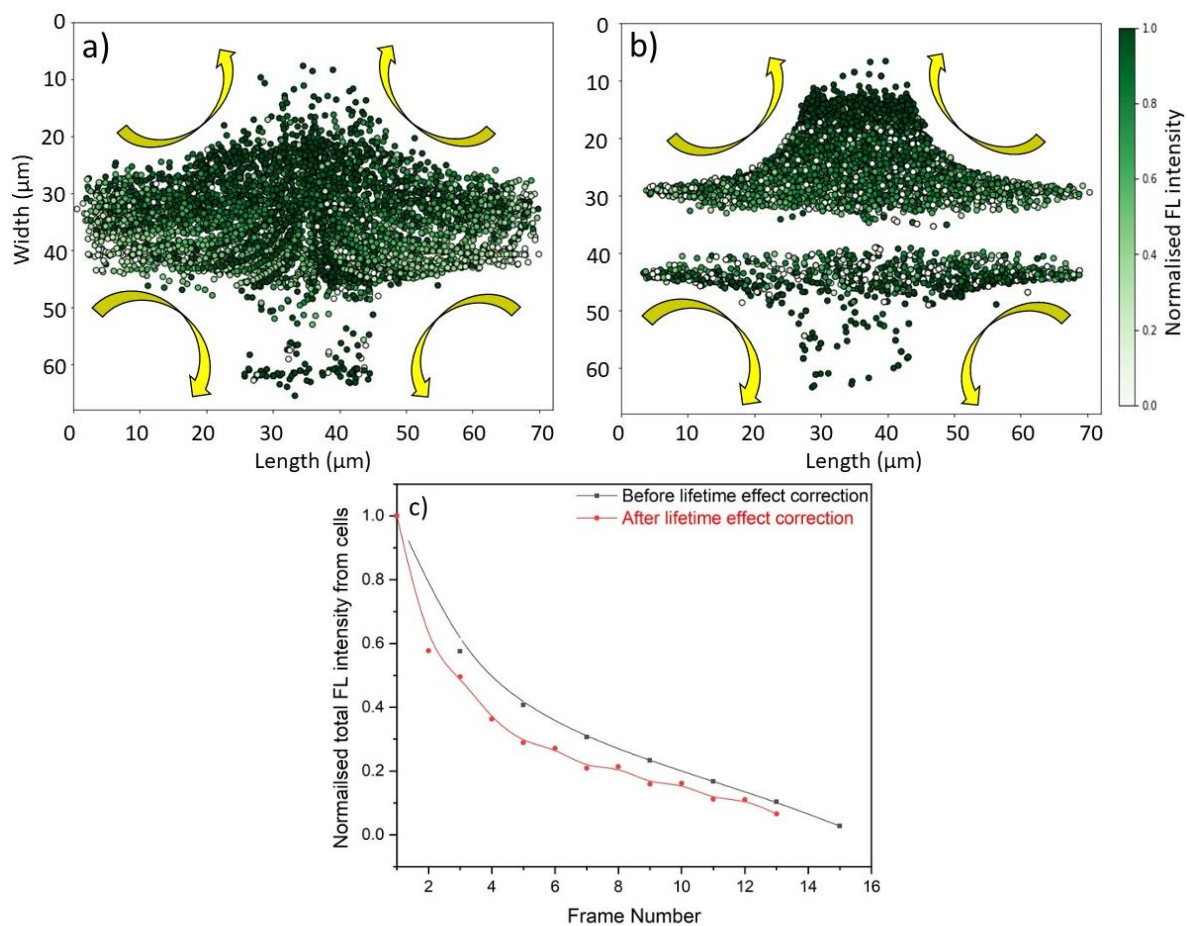 a)
0
10
20
30
40
50
60
Width (µm)
0 10 20 30 40 50 60 70
Length (µm)
b)
0
10
20
30
40
50
60
0 10 20 30 40 50 60 70
Length (µm)
1.0
0.8
0.6
0.4
0.2
0.0
Normalised FL intensity
c)
Before lifetime effect correction
After lifetime effect correction
1.0
0.8
0.6
0.4
0.2
0.0
Normailsed total FL intensity from cells
2 4 6 8 10 12 14 16
Frame Number